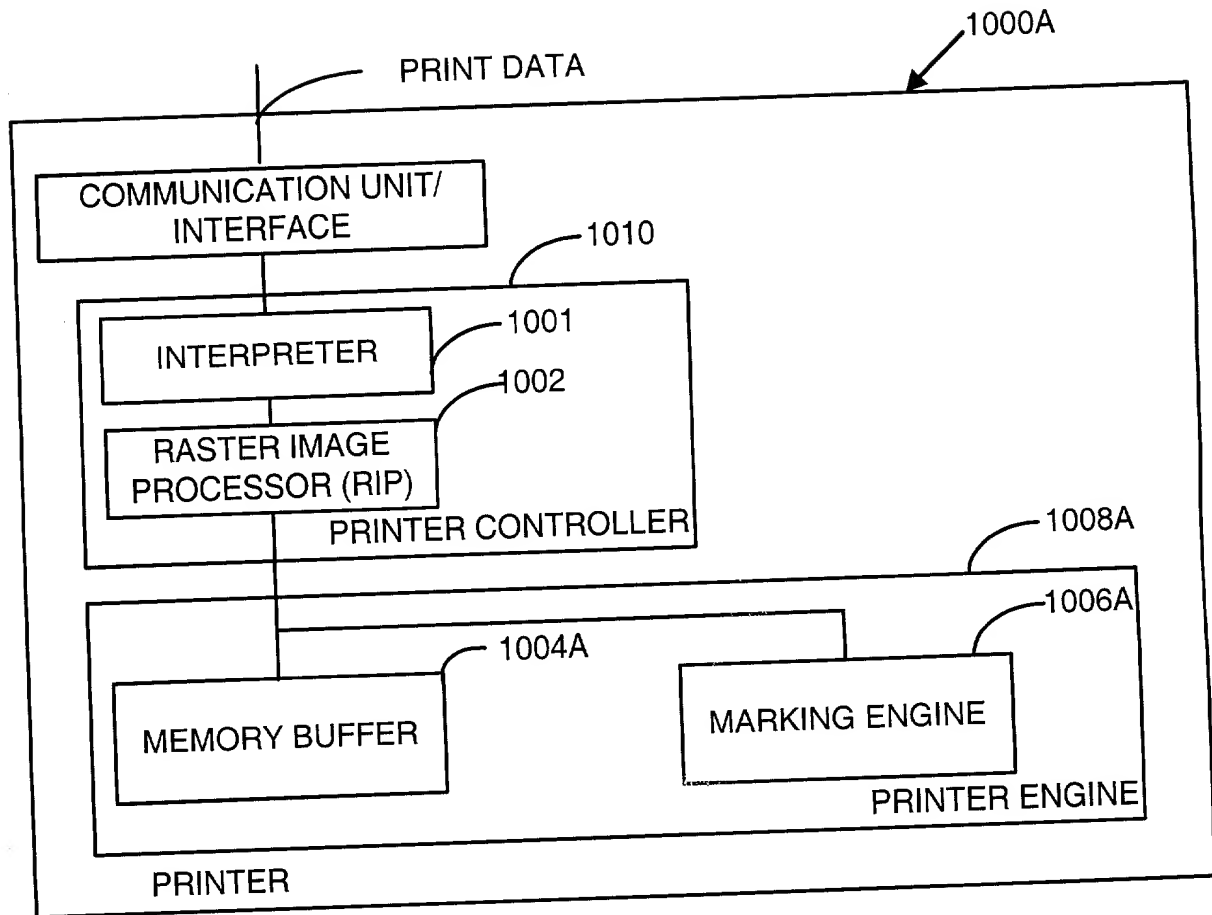 1000A
PRINT DATA
COMMUNICATION UNIT/
INTERFACE
1010
INTERPRETER
1001
1002
RASTER IMAGE
PROCESSOR (RIP)
PRINTER CONTROLLER
1008A
1006A
1004A
MEMORY BUFFER
MARKING ENGINE
PRINTER ENGINE
PRINTER